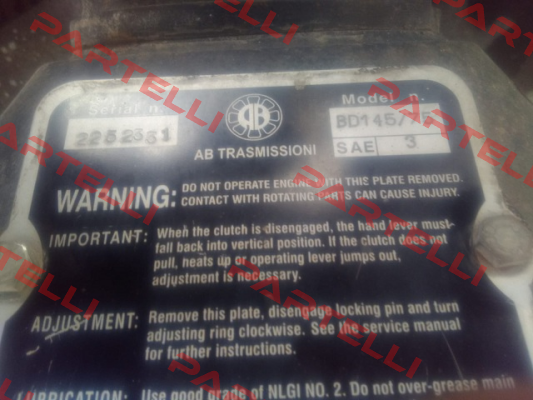 PARTELLI
Serial n.
Model n.
2252351
AB
BD145/
SAE 3
AB TRASMISSIONI
WARNING: DO NOT OPERATE ENGINE WITH THIS PLATE REMOVED.
CONTACT WITH ROTATING PARTS CAN CAUSE INJURY.
IMPORTANT: When the clutch is disengaged, the hand lever must-
fall back into vertical position. If the clutch does not
pull, heats up or operating lever jumps out,
adjustment is necessary.
ADJUSTMENT: Remove this plate, disengage locking pin and turn
adjusting ring clockwise. See the service manual
for further instructions.
LUBRICATION: Use good grade of NLGI NO. 2. Do not over-grease main